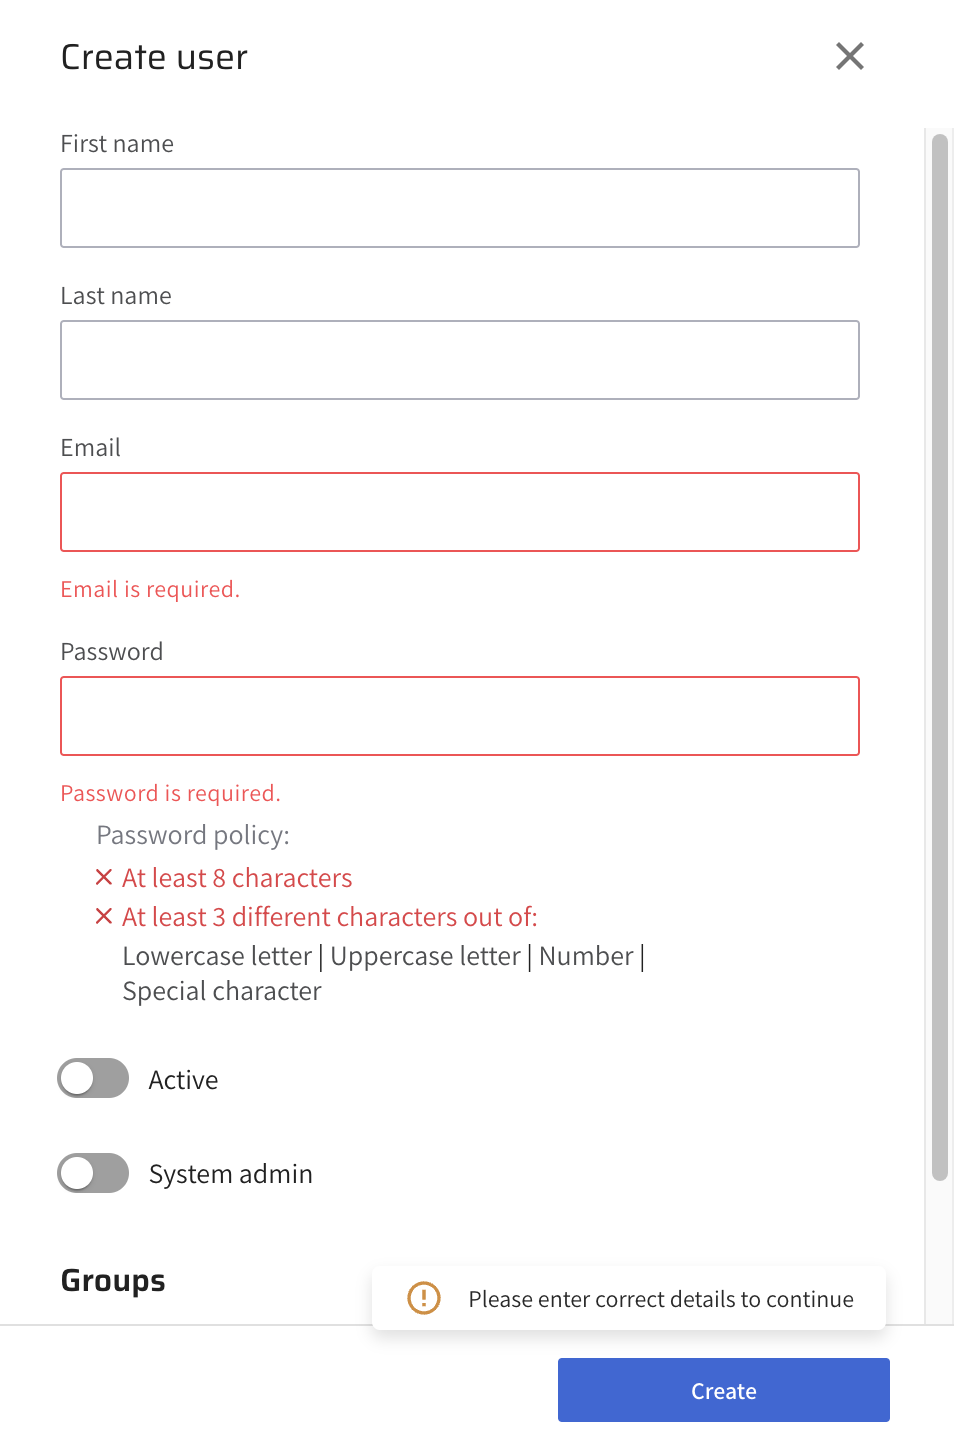 Create user
First name
Last name
Email
Email is required.
Password
Password is required.
Password policy:
At least 8 characters
At least 3 different characters out of:
Lowercase letter | Uppercase letter | Number |
Special character
Active
System admin
Groups
Please enter correct details to continue
Create